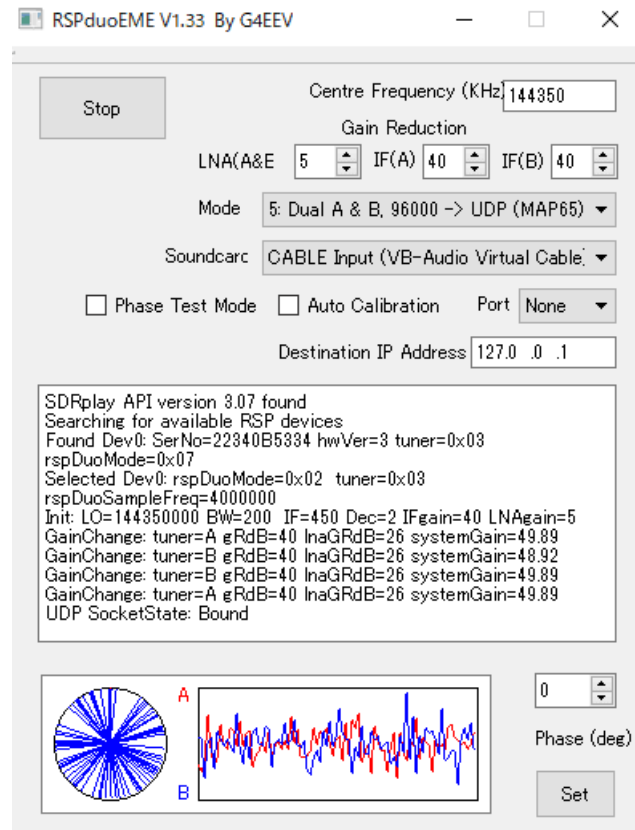 RSPduoEME V1.33 By G4EEV
Stop
Centre Frequency (KHz)
144350
Gain Reduction
LNA(A&E 5 IF(A) 40 IF(B) 40
Mode 5: Dual A & B, 96000 -> UDP (MAP65)
Soundcarc CABLE Input (VB-Audio Virtual Cable)
Phase Test Mode Auto Calibration Port None
Destination IP Address 127.0 .0 .1
SDRplay API version 3.07 found
Searching for available RSP devices
Found Dev0: SerNo=22340B5334 hwVer=3 tuner=0x03
rspDuoMode=0x07
Selected Dev0: rspDuoMode=0x02 tuner=0x03
rspDuoSampleFreq=4000000
Init: LO=144350000 BW=200 IF=450 Dec=2 IFgain=40 LNAgain=5
GainChange: tuner=A gRdB=40 lnaGRdB=26 systemGain=49.89
GainChange: tuner=B gRdB=40 lnaGRdB=26 systemGain=48.92
GainChange: tuner=B gRdB=40 lnaGRdB=26 systemGain=49.89
GainChange: tuner=A gRdB=40 lnaGRdB=26 systemGain=49.89
UDP SocketState: Bound
A
B
0
Phase (deg)
Set